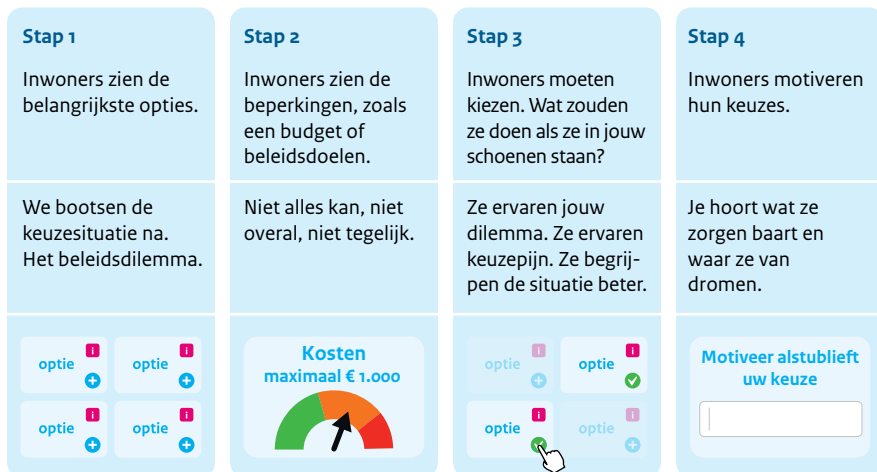 Stap 1
Inwoners zien de
belangrijkste opties.
We bootsen de
keuzesituatie na.
Het beleidsdilemma.
optie
i
optie
i
optie
i
optie
i
Stap 2
Inwoners zien de
beperkingen, zoals
een budget of
beleidsdoelen.
Niet alles kan, niet
overal, niet tegelijk.
Kosten
maximaal € 1.000
Stap 3
Inwoners moeten
kiezen. Wat zouden
ze doen als ze in jouw
schoenen staan?
Ze ervaren jouw
dilemma. Ze ervaren
keuzepijn. Ze begrij-
pen de situatie beter.
optie
i
optie
i
optie
i
optie
i
Stap 4
Inwoners motiveren
hun keuzes.
Je hoort wat ze
zorgen baart en
waar ze van
dromen.
Motiveer alstublieft
uw keuze